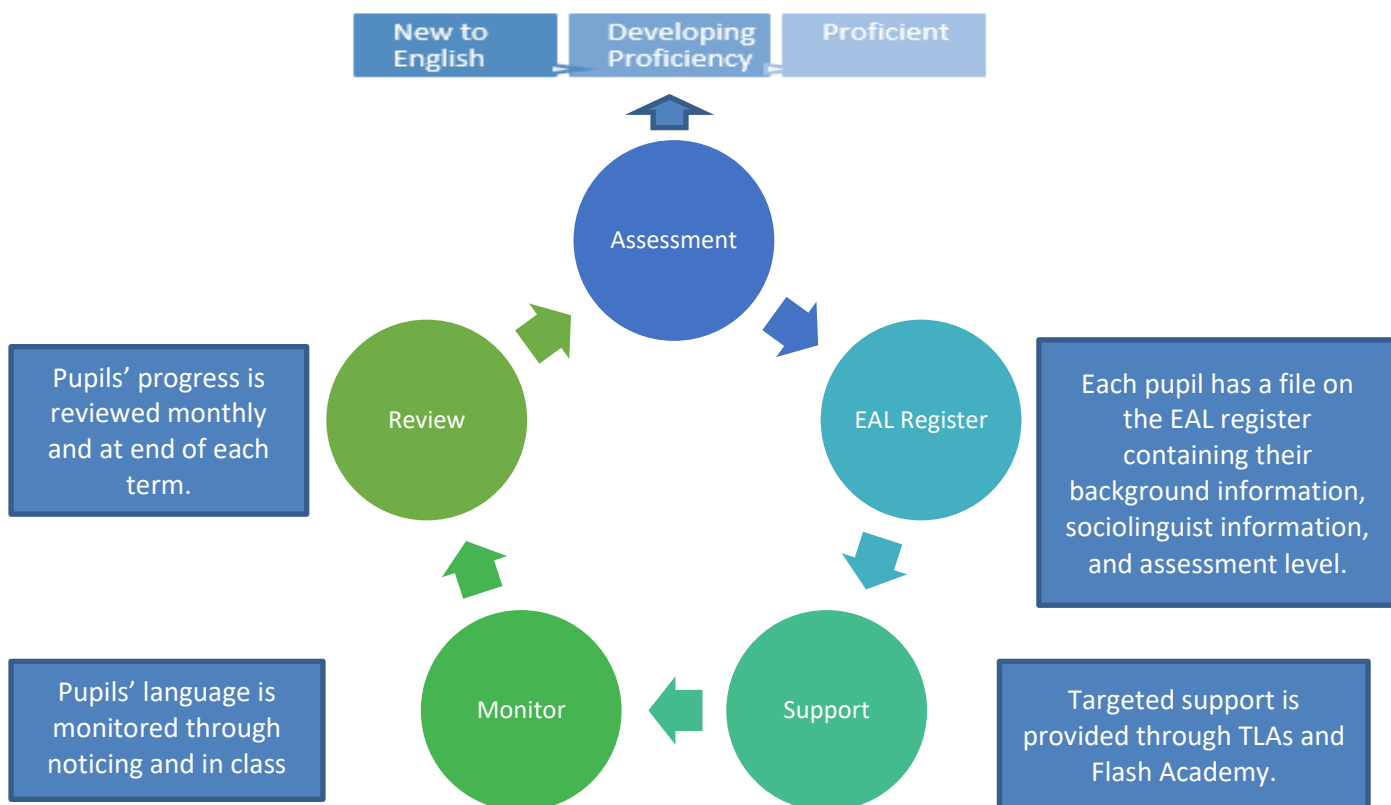 New to
English
Developing
Proficiency
Proficient
Assessment
Pupils’ progress is
reviewed monthly
and at end of each
term.
Review
EAL Register
Each pupil has a file on
the EAL register
containing their
background information,
sociolinguist information,
and assessment level.
Pupils’ language is
monitored through
noticing and in class
Monitor
Support
Targeted support is
provided through TLAs and
Flash Academy.